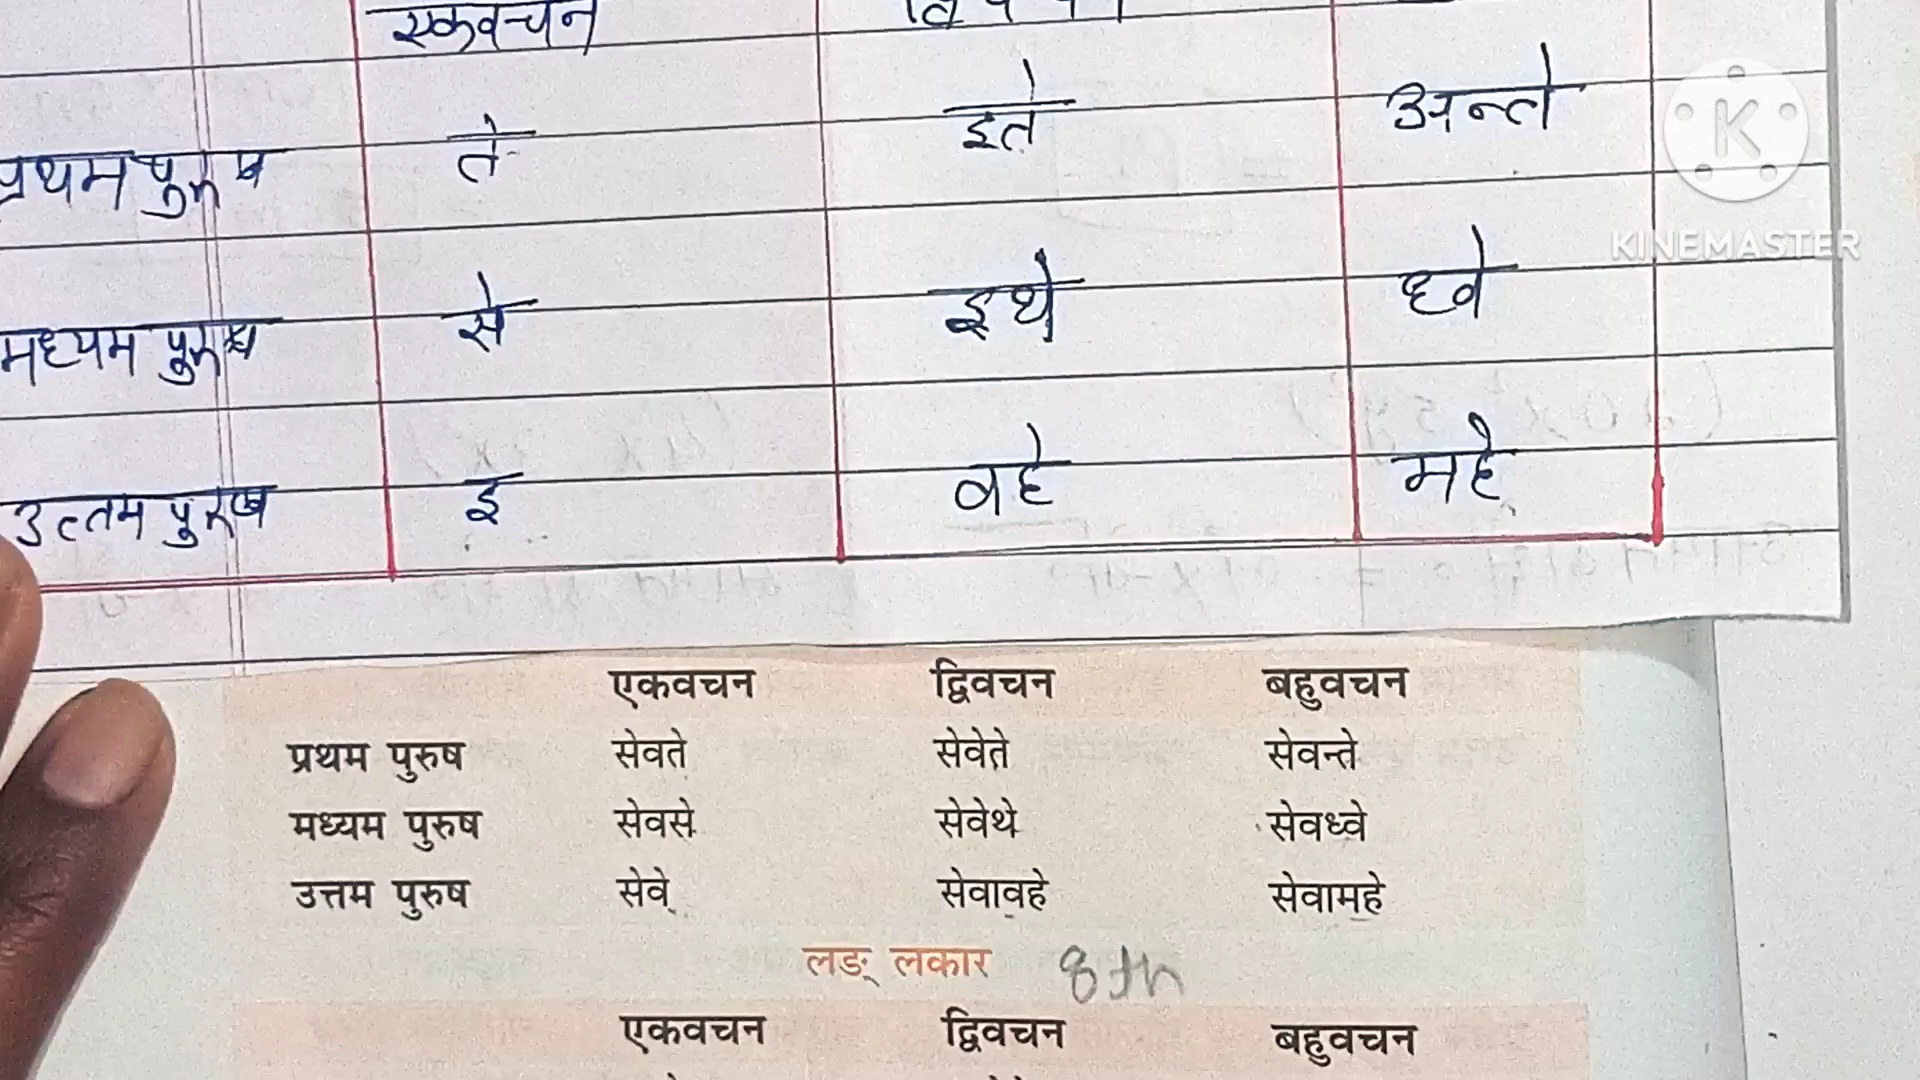 एकवचन
प्रथम पुरुष ते इते अन्ते
मध्यम पुरुष से इथे ध्वे
उत्तम पुरुष इ वहे महे
K
KINEMASTER
एकवचन द्विवचन बहुवचन
प्रथम पुरुष सेवते सेवेते सेवन्ते
मध्यम पुरुष सेवसे सेवेथे सेवध्वे
उत्तम पुरुष सेवे सेवावहे सेवामहे
लङ् लकार 8th
एकवचन द्विवचन बहुवचन